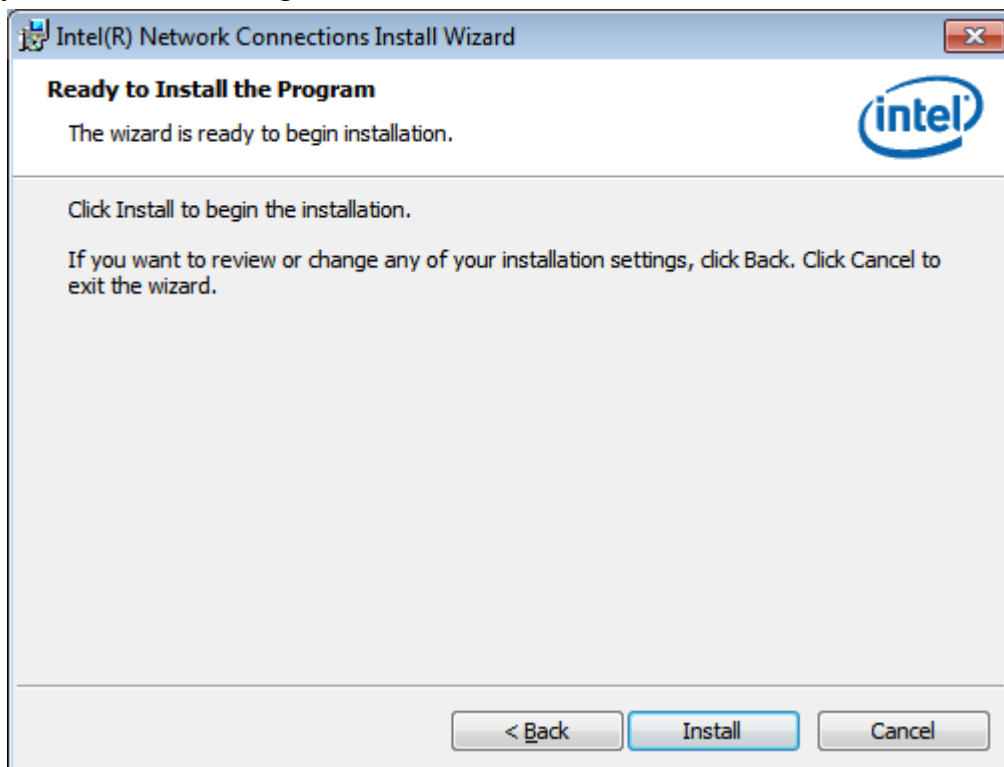 Intel(R) Network Connections Install Wizard
Ready to Install the Program
The wizard is ready to begin installation.
intel
Click Install to begin the installation.
If you want to review or change any of your installation settings, click Back. Click Cancel to
exit the wizard.
< Back
Install
Cancel